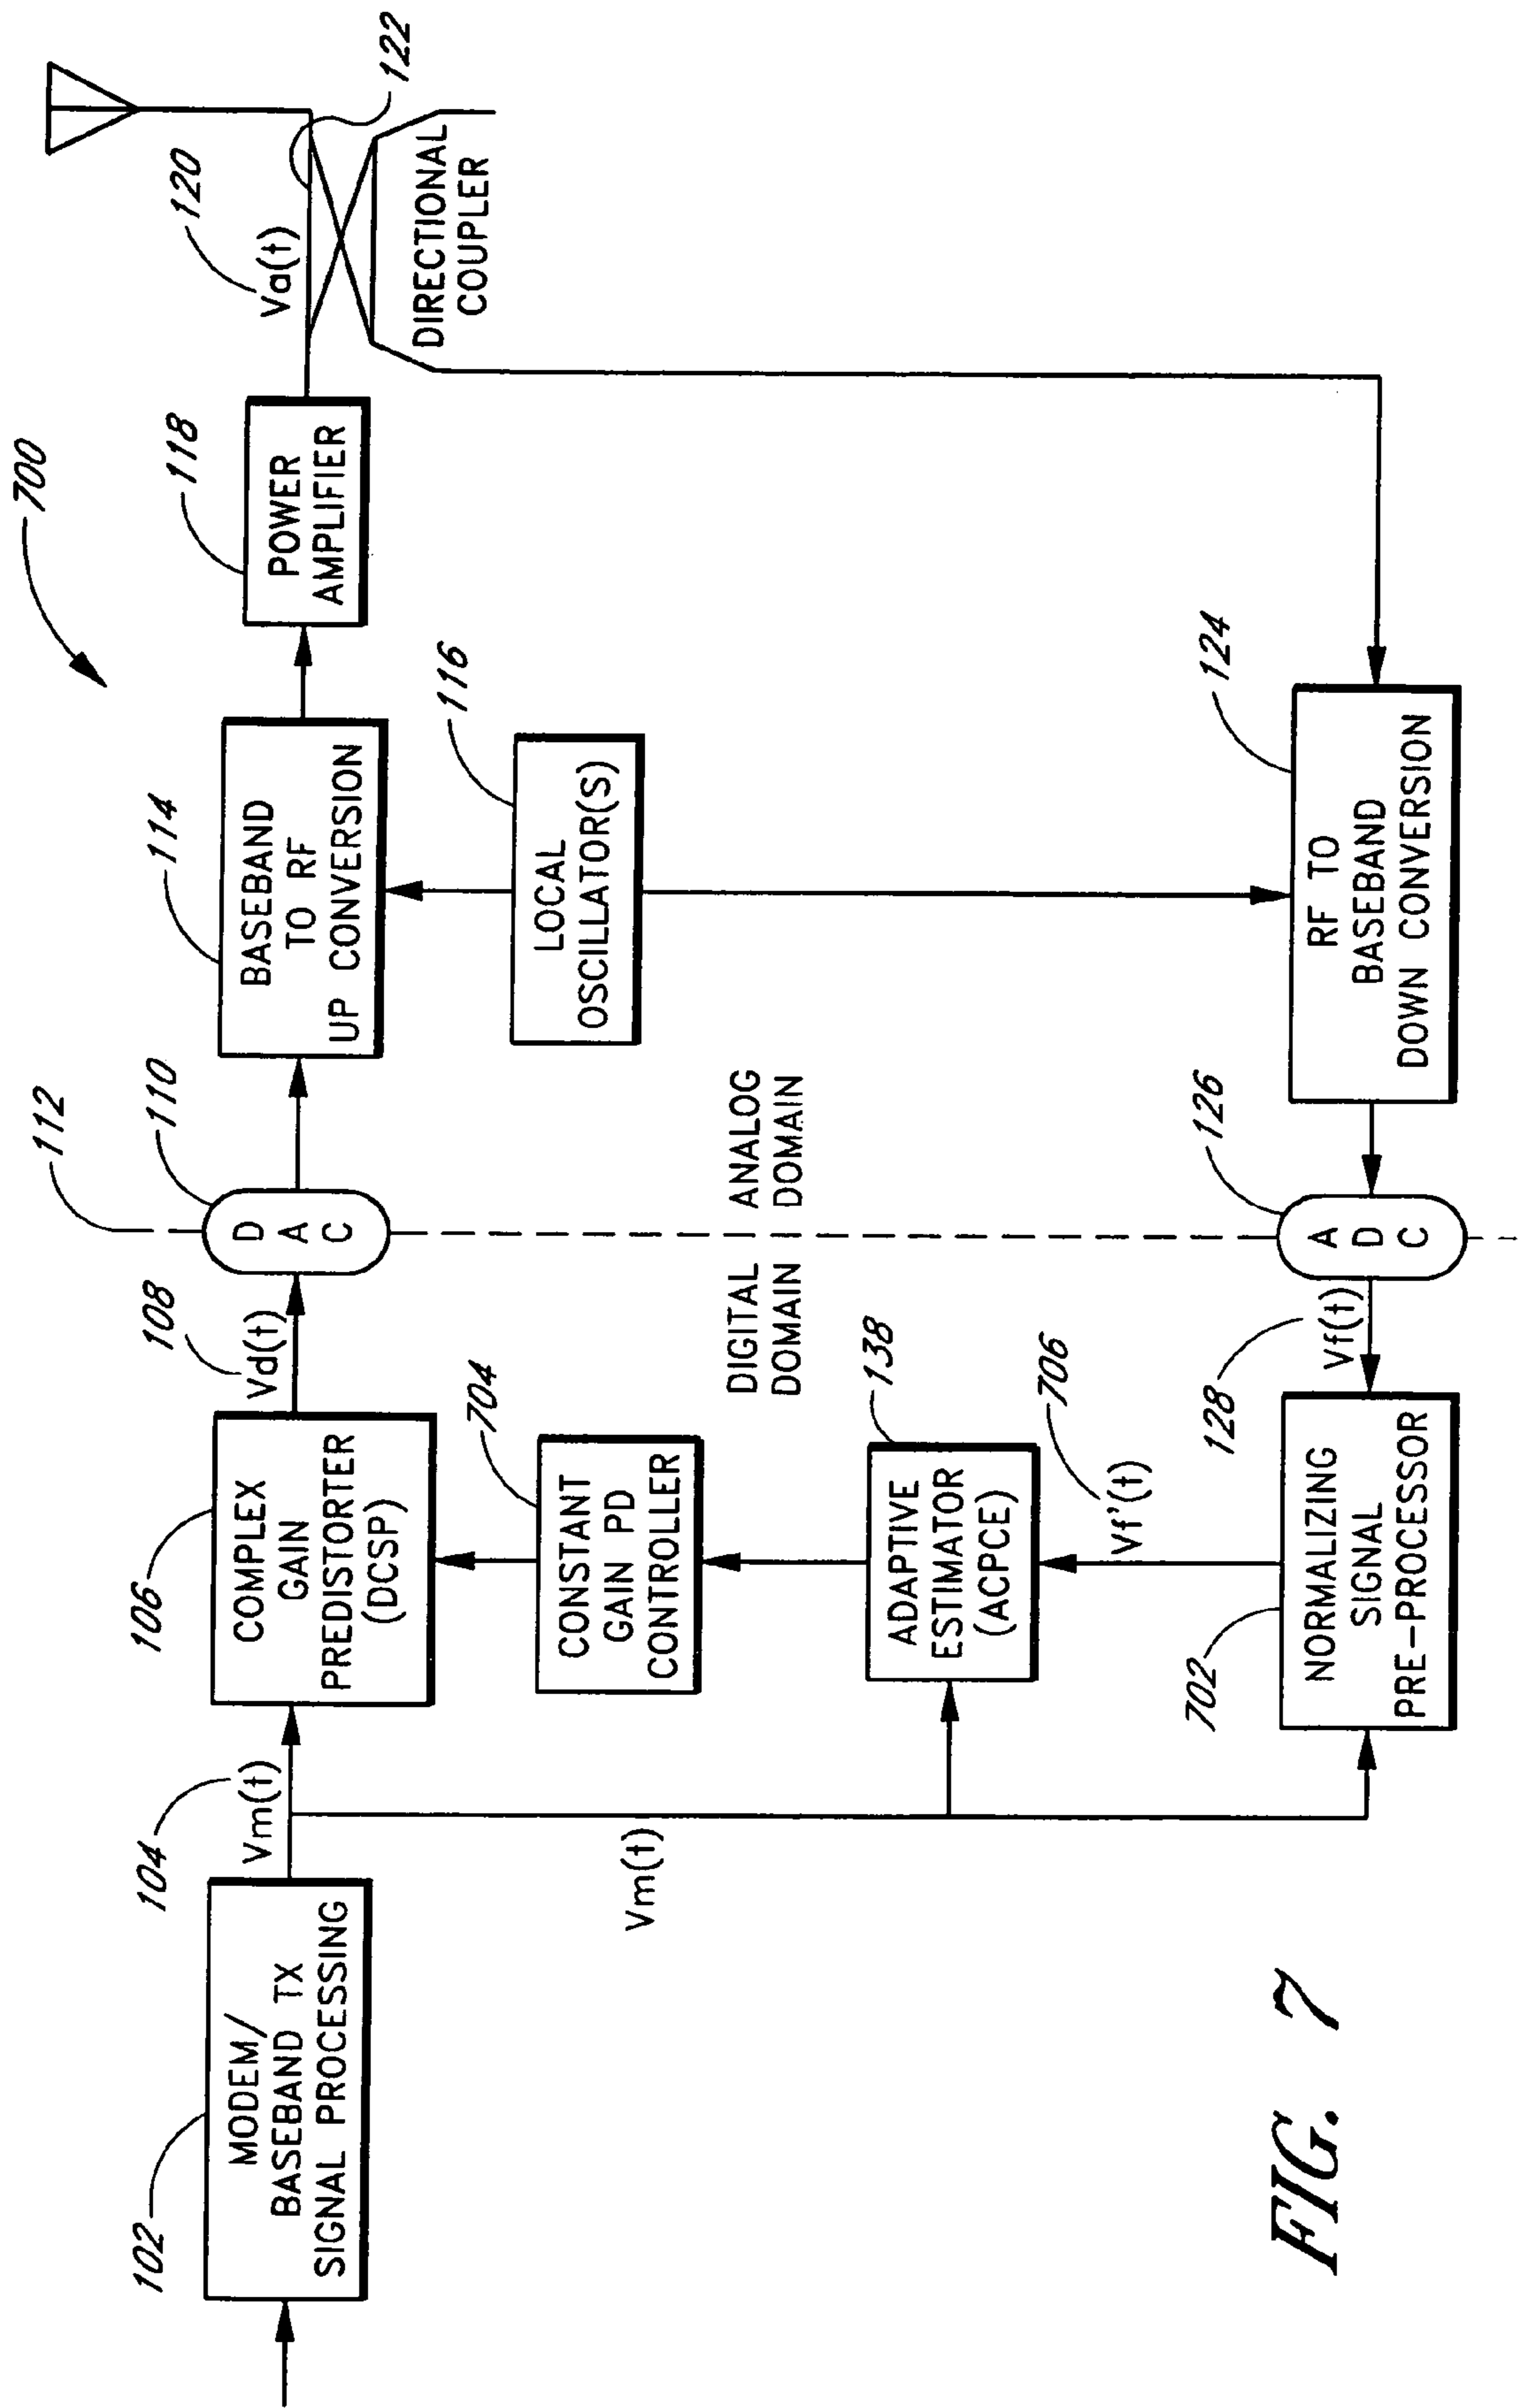 700
112
122
120
Va(t)
118
POWER
AMPLIFIER
DIRECTIONAL
COUPLER
114
BASEBAND
TO RF
UP CONVERSION
116
LOCAL
OSCILLATOR(S)
110
D
A
C
108
Vd(t)
106
COMPLEX
GAIN
PREDISTORTER
(DCSP)
104
Vm(t)
102
MODEM/
BASEBAND TX
SIGNAL PROCESSING
Vm(t)
704
CONSTANT
GAIN PD
CONTROLLER
DIGITAL
DOMAIN
ANALOG
DOMAIN
138
ADAPTIVE
ESTIMATOR
(ACPCE)
706
Vf'(t)
702
NORMALIZING
SIGNAL
PRE-PROCESSOR
128
Vf(t)
126
A
D
C
124
RF TO
BASEBAND
DOWN CONVERSION
FIG. 7